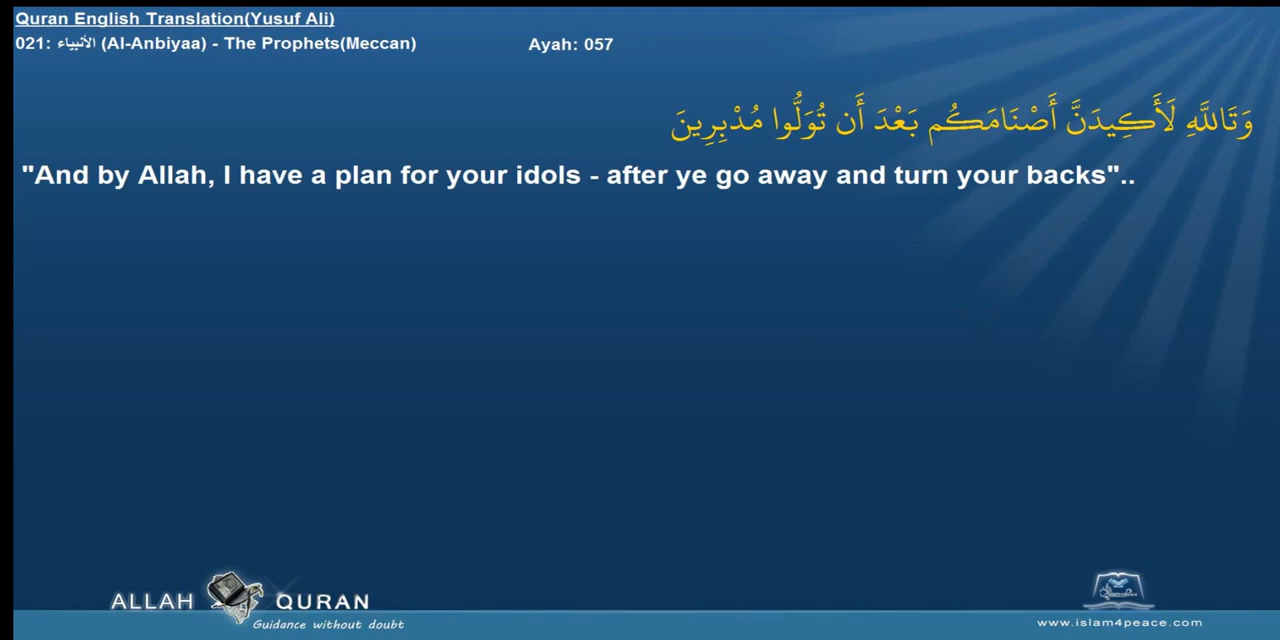 Quran English Translation(Yusuf Ali)
021: الأنبياء (Al-Anbiyaa) - The Prophets(Meccan) Ayah: 057
وَتَاللَّهِ لَأَكِيدَنَّ أَصْنَامَكُم بَعْدَ أَن تُوَلُّوا مُدْبِرِينَ
"And by Allah, I have a plan for your idols - after ye go away and turn your backs"..
ALLAH QURAN
Guidance without doubt
www.islam4peace.com